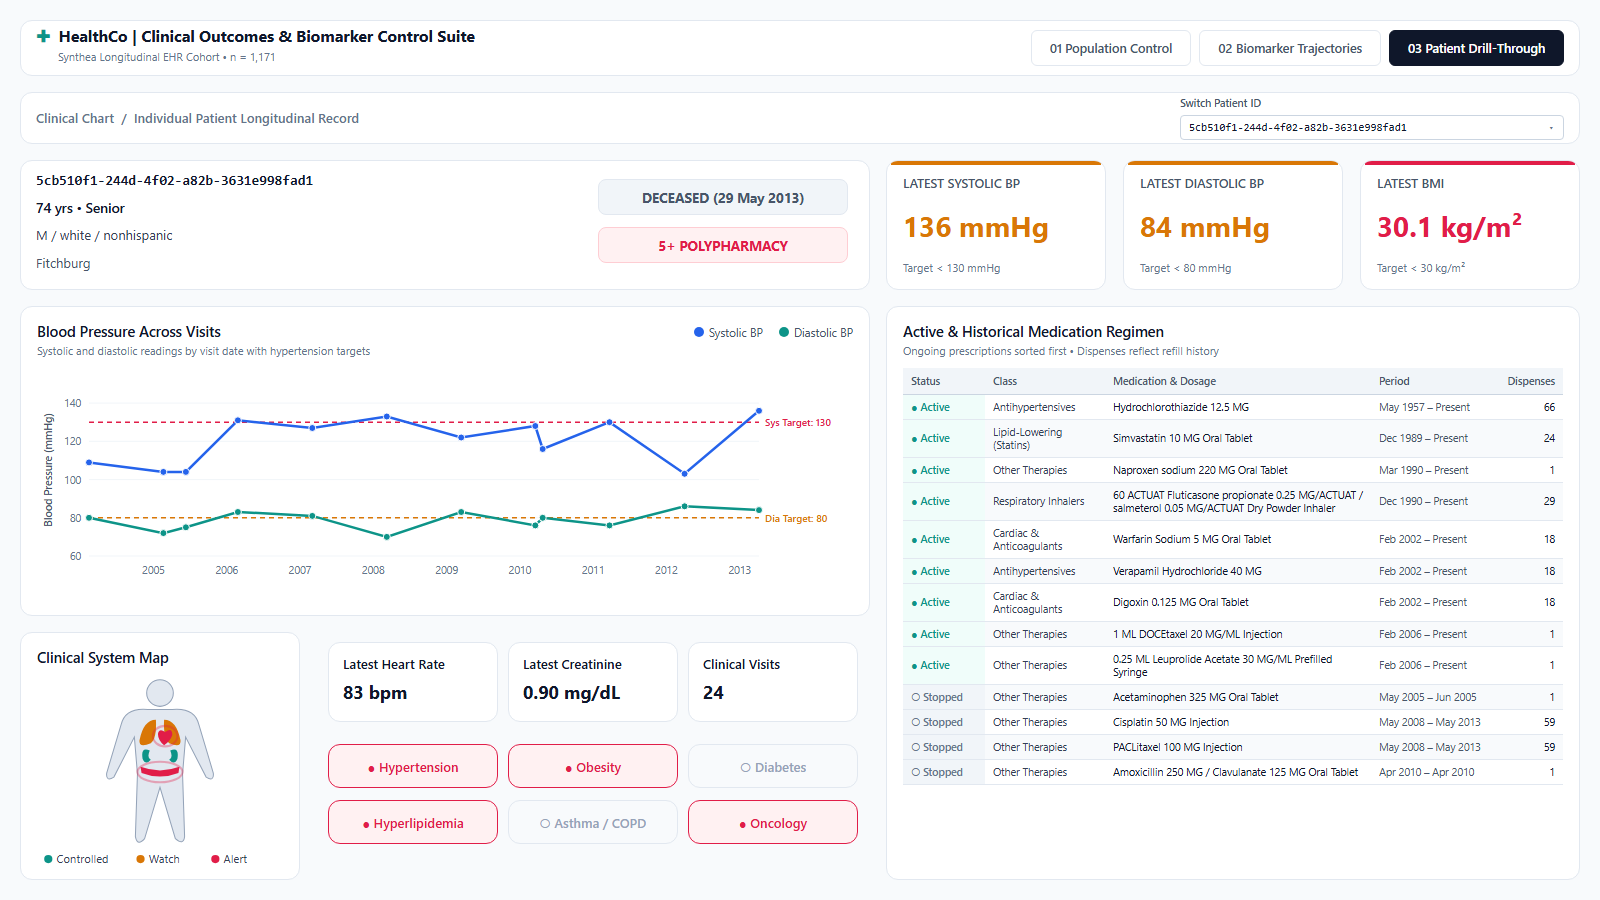 ✚ HealthCo | Clinical Outcomes & Biomarker Control Suite
Synthea Longitudinal EHR Cohort • n = 1,171
01 Population Control
02 Biomarker Trajectories
03 Patient Drill-Through
Clinical Chart / Individual Patient Longitudinal Record
Switch Patient ID
5cb510f1-244d-4f02-a82b-3631e998fad1
5cb510f1-244d-4f02-a82b-3631e998fad1
74 yrs • Senior
M / white / nonhispanic
Fitchburg
DECEASED (29 May 2013)
5+ POLYPHARMACY
LATEST SYSTOLIC BP
136 mmHg
Target < 130 mmHg
LATEST DIASTOLIC BP
84 mmHg
Target < 80 mmHg
LATEST BMI
30.1 kg/m²
Target < 30 kg/m²
Blood Pressure Across Visits
Systolic and diastolic readings by visit date with hypertension targets
● Systolic BP ● Diastolic BP
Blood Pressure (mmHg)
140
120
100
80
60
Sys Target: 130
Dia Target: 80
2005 2006 2007 2008 2009 2010 2011 2012 2013
Clinical System Map
● Controlled ● Watch ● Alert
Latest Heart Rate
83 bpm
Latest Creatinine
0.90 mg/dL
Clinical Visits
24
● Hypertension
● Obesity
○ Diabetes
● Hyperlipidemia
○ Asthma / COPD
● Oncology
Active & Historical Medication Regimen
Ongoing prescriptions sorted first • Dispenses reflect refill history
Status Class Medication & Dosage Period Dispenses
● Active Antihypertensives Hydrochlorothiazide 12.5 MG May 1957 – Present 66
● Active Lipid-Lowering (Statins) Simvastatin 10 MG Oral Tablet Dec 1989 – Present 24
● Active Other Therapies Naproxen sodium 220 MG Oral Tablet Mar 1990 – Present 1
● Active Respiratory Inhalers 60 ACTUAT Fluticasone propionate 0.25 MG/ACTUAT / salmeterol 0.05 MG/ACTUAT Dry Powder Inhaler Dec 1990 – Present 29
● Active Cardiac & Anticoagulants Warfarin Sodium 5 MG Oral Tablet Feb 2002 – Present 18
● Active Antihypertensives Verapamil Hydrochloride 40 MG Feb 2002 – Present 18
● Active Cardiac & Anticoagulants Digoxin 0.125 MG Oral Tablet Feb 2002 – Present 18
● Active Other Therapies 1 ML DOCEtaxel 20 MG/ML Injection Feb 2006 – Present 1
● Active Other Therapies 0.25 ML Leuprolide Acetate 30 MG/ML Prefilled Syringe Feb 2006 – Present 1
○ Stopped Other Therapies Acetaminophen 325 MG Oral Tablet May 2005 – Jun 2005 1
○ Stopped Other Therapies Cisplatin 50 MG Injection May 2008 – May 2013 59
○ Stopped Other Therapies PACLitaxel 100 MG Injection May 2008 – May 2013 59
○ Stopped Other Therapies Amoxicillin 250 MG / Clavulanate 125 MG Oral Tablet Apr 2010 – Apr 2010 1